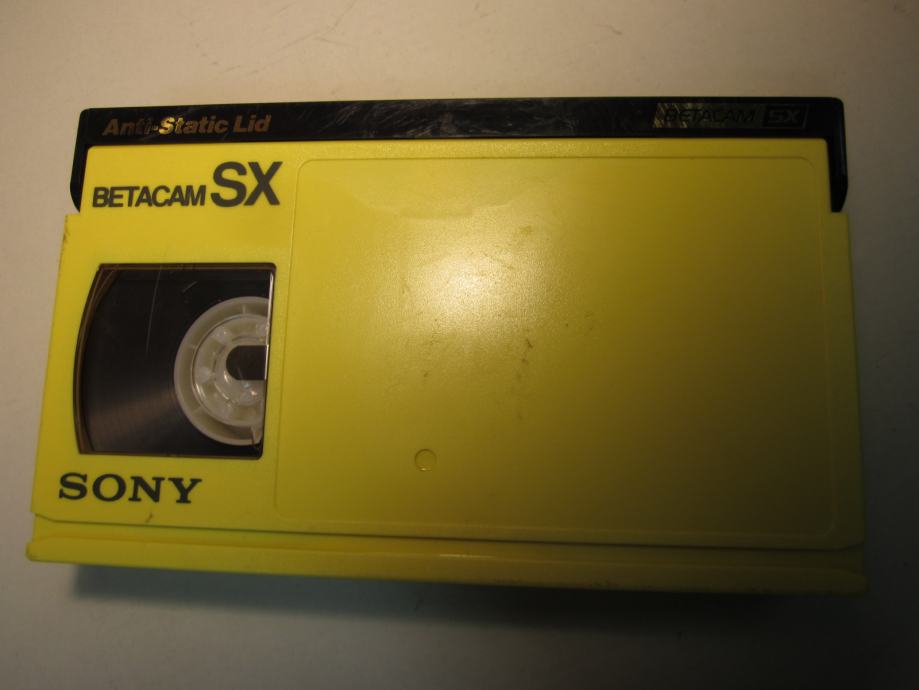 Anti-Static Lid
BETACAM SX
BETACAM SX
SONY